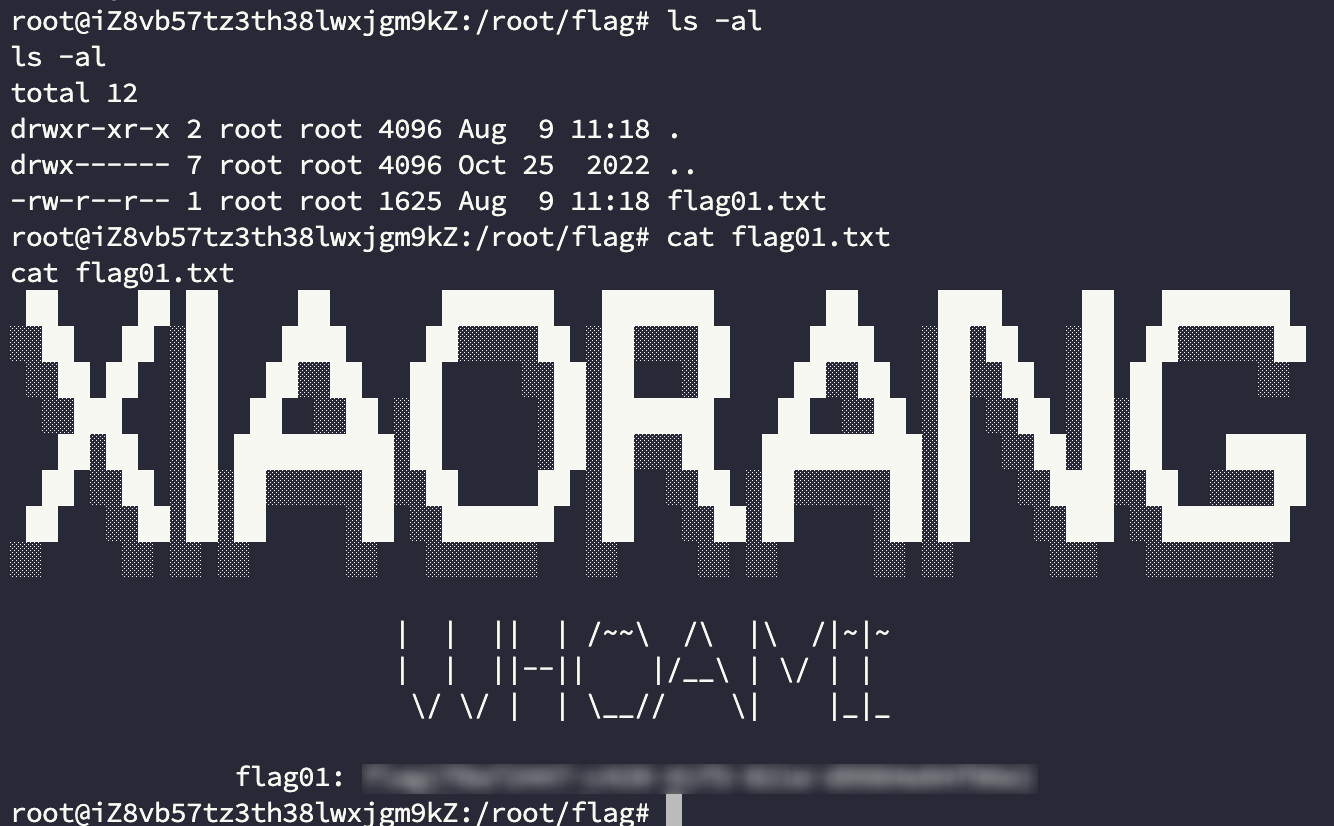 root@iZ8vb57tz3th38lwxjgm9kZ:/root/flag# ls -al
ls -al
total 12
drwxr-xr-x 2 root root 4096 Aug  9 11:18 .
drwx------ 7 root root 4096 Oct 25  2022 ..
-rw-r--r-- 1 root root 1625 Aug  9 11:18 flag01.txt
root@iZ8vb57tz3th38lwxjgm9kZ:/root/flag# cat flag01.txt
cat flag01.txt
XIAORANG
|  |  ||  | /~~\  /\  |\  /|~|~
|  |  ||--||    |/__\ | \/ | |
 \/ \/ |  | \__//    \|    |_|_
flag01:
root@iZ8vb57tz3th38lwxjgm9kZ:/root/flag#